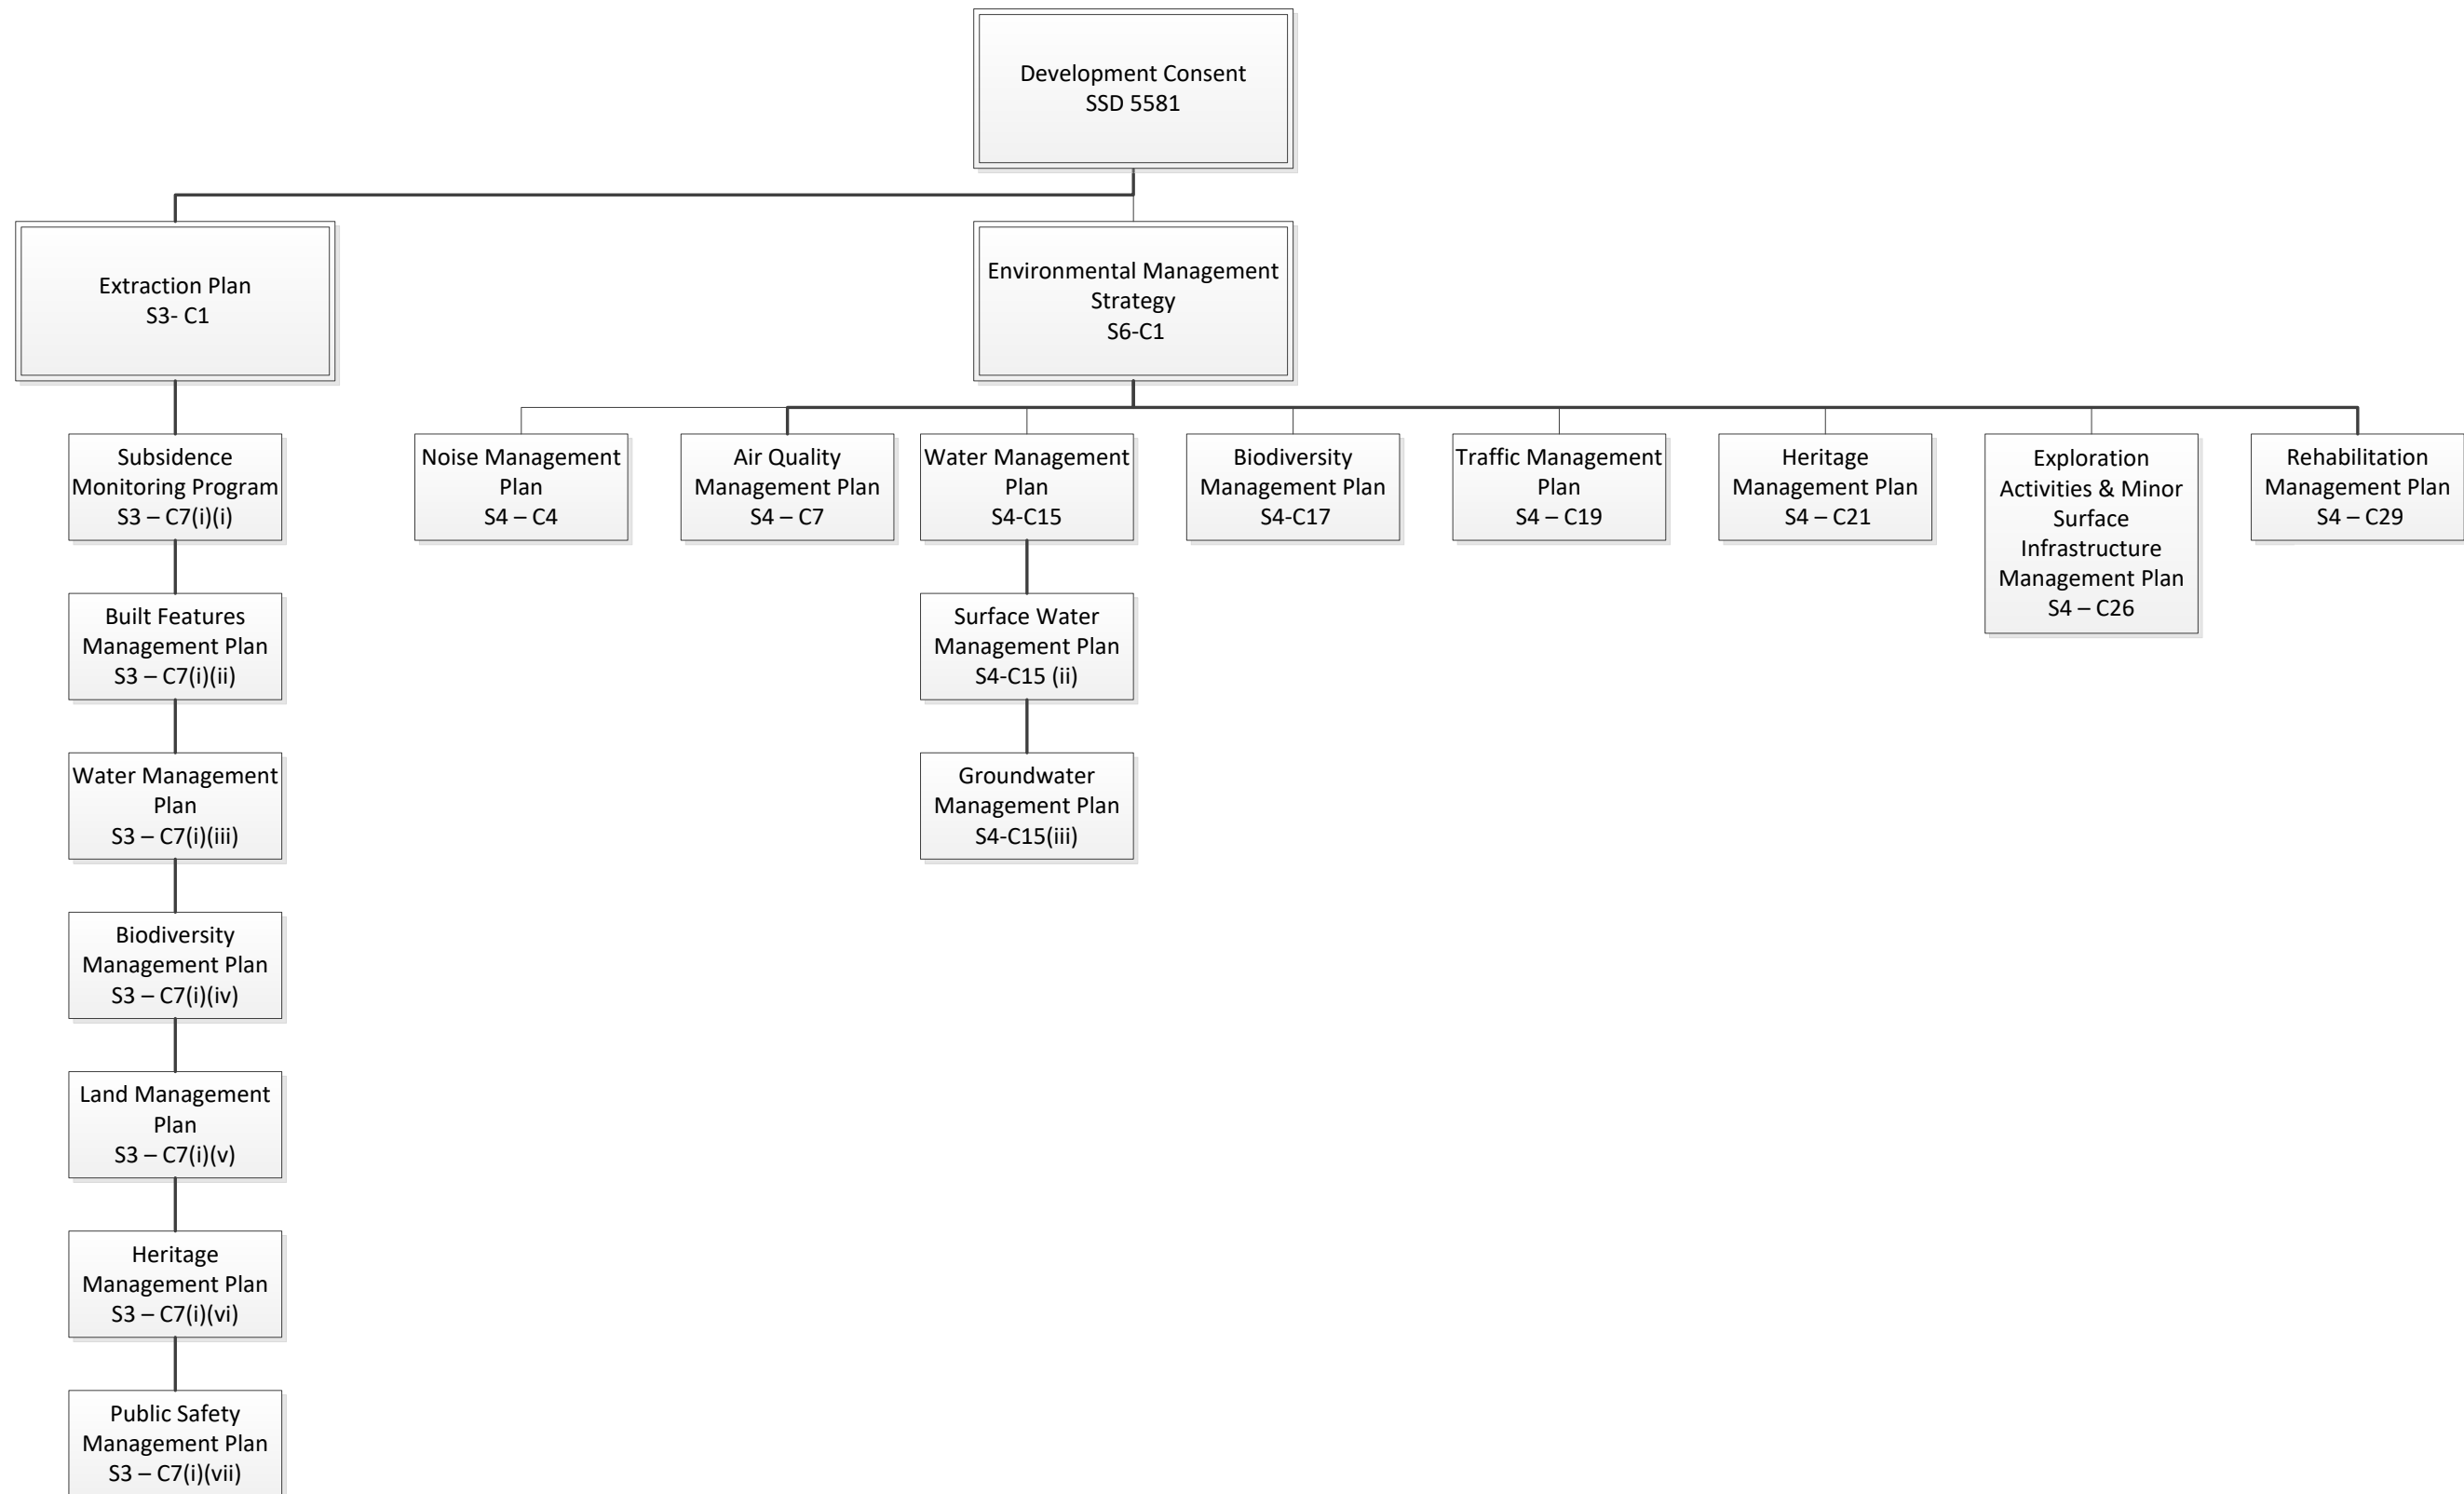 Development Consent
SSD 5581
Extraction Plan
S3- C1
Environmental Management
Strategy
S6-C1
Subsidence
Monitoring Program
S3 – C7(i)(i)
Noise Management
Plan
S4 – C4
Air Quality
Management Plan
S4 – C7
Water Management
Plan
S4-C15
Biodiversity
Management Plan
S4-C17
Traffic Management
Plan
S4 – C19
Heritage
Management Plan
S4 – C21
Exploration
Activities & Minor
Surface
Infrastructure
Management Plan
S4 – C26
Rehabilitation
Management Plan
S4 – C29
Built Features
Management Plan
S3 – C7(i)(ii)
Surface Water
Management Plan
S4-C15 (ii)
Water Management
Plan
S3 – C7(i)(iii)
Groundwater
Management Plan
S4-C15(iii)
Biodiversity
Management Plan
S3 – C7(i)(iv)
Land Management
Plan
S3 – C7(i)(v)
Heritage
Management Plan
S3 – C7(i)(vi)
Public Safety
Management Plan
S3 – C7(i)(vii)